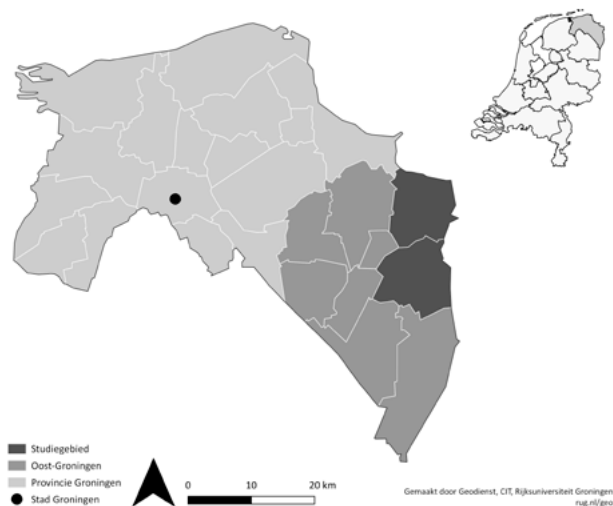 Studiegebied
Oost-Groningen
Provincie Groningen
Stad Groningen
0 10 20 km
Gemaakt door Geodienst, CIT, Rijksuniversiteit Groningen
rug.nl/geo